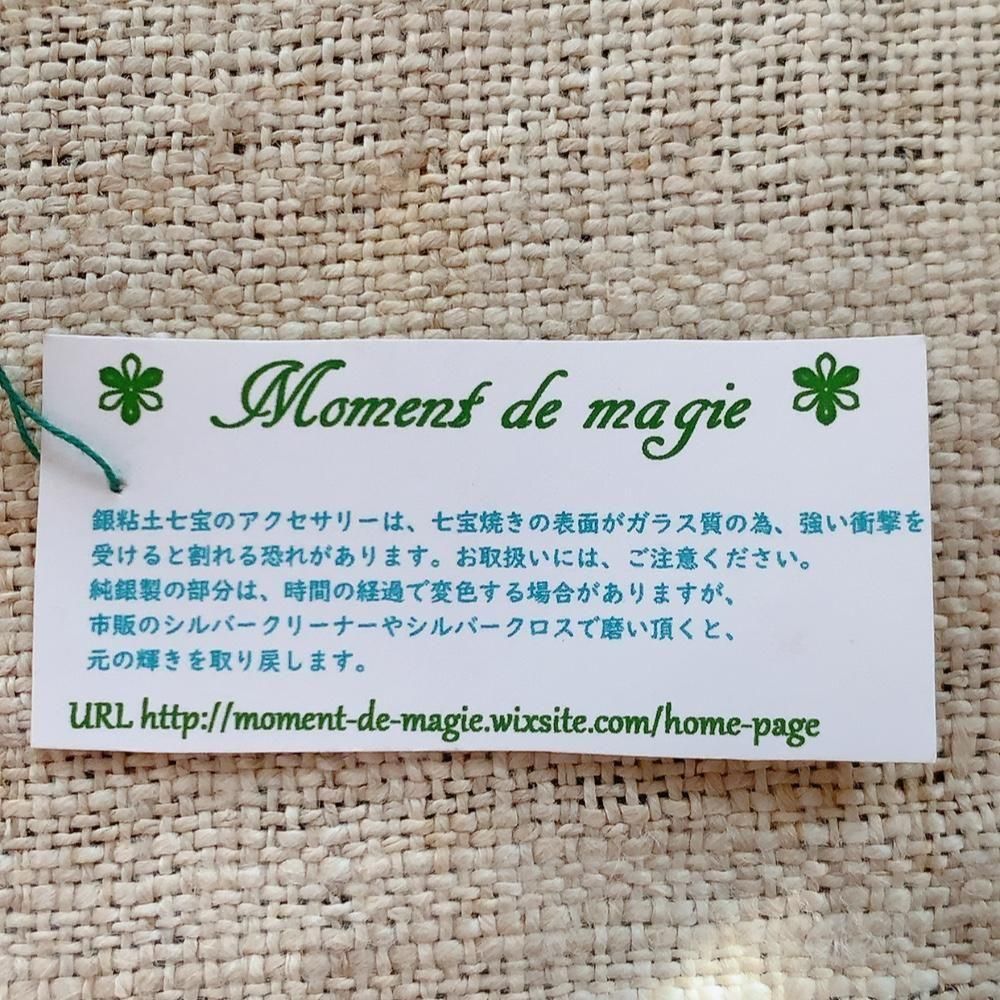 Moment de magie
銀粘土七宝のアクセサリーは、七宝焼きの表面がガラス質の為、強い衝撃を
受けると割れる恐れがあります。お取扱いには、ご注意ください。
純銀製の部分は、時間の経過で変色する場合がありますが、
市販のシルバークリーナーやシルバークロスで磨い頂くと、
元の輝きを取り戻します。
URL http://moment-de-magie.wixsite.com/home-page